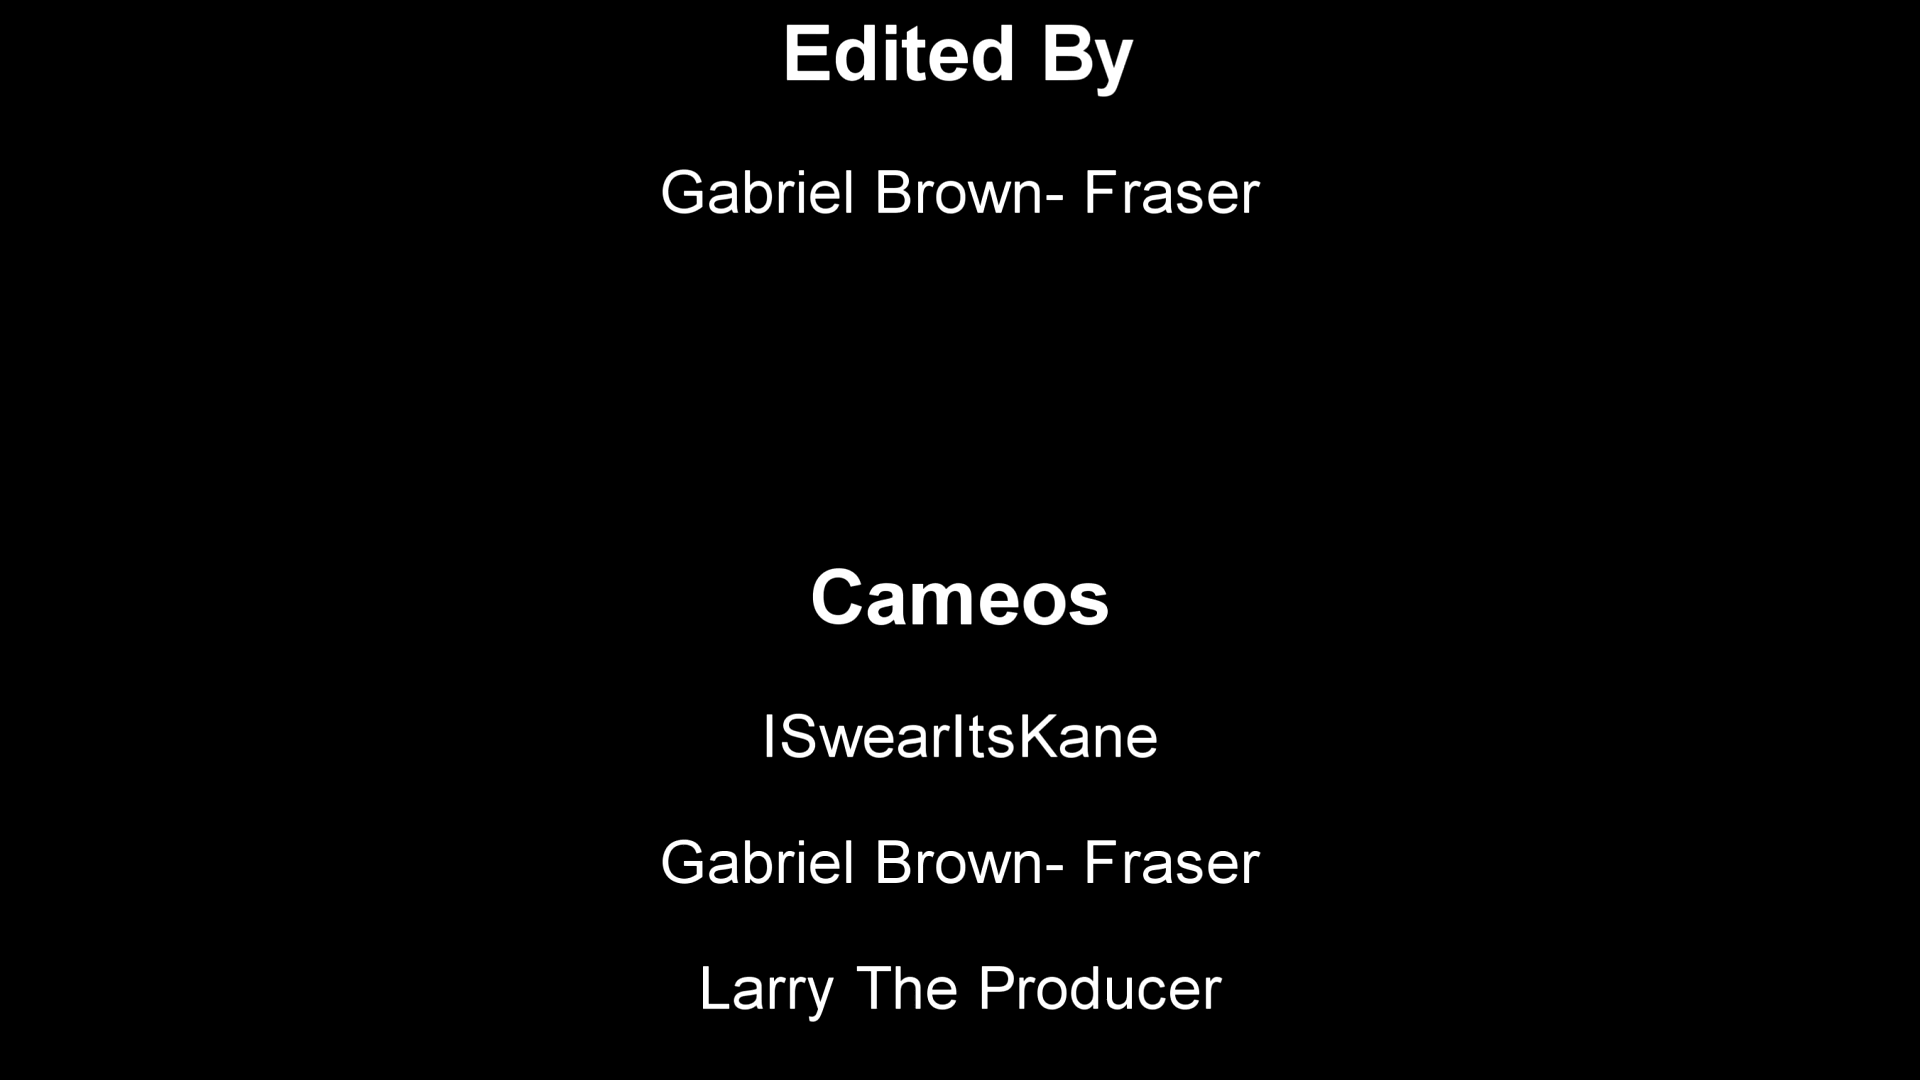 Edited By
Gabriel Brown- Fraser
Cameos
ISwearItsKane
Gabriel Brown- Fraser
Larry The Producer